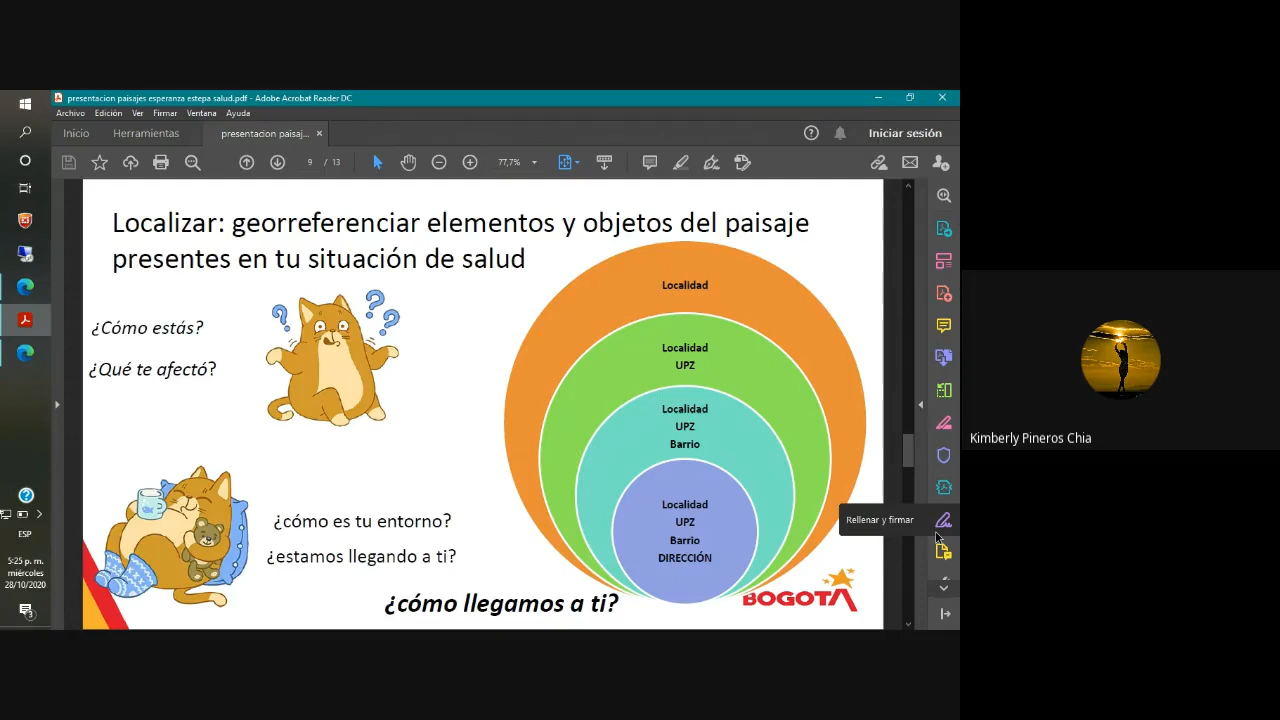 presentacion paisajes esperanza estepa salud.pdf - Adobe Acrobat Reader DC
Archivo Edición Ver Firmar Ventana Ayuda
Inicio Herramientas presentacion paisaj... × Iniciar sesión
9 / 13 77,7%
Localizar: georreferenciar elementos y objetos del paisaje
presentes en tu situación de salud
¿Cómo estás?
¿Qué te afectó?
Localidad
Localidad
UPZ
Localidad
UPZ
Barrio
Localidad
UPZ
Barrio
DIRECCIÓN
¿cómo es tu entorno?
¿estamos llegando a ti?
¿cómo llegamos a ti?
BOGOTA
Rellenar y firmar
ESP
5:25 p. m.
miércoles
28/10/2020
Kimberly Pineros Chia